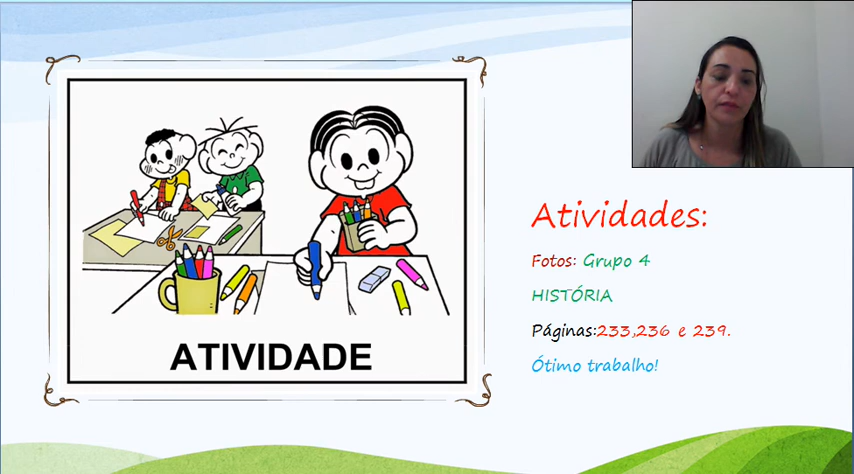 ATIVIDADE
Atividades:
Fotos: Grupo 4
HISTÓRIA
Páginas:233,236 e 239.
Ótimo trabalho!